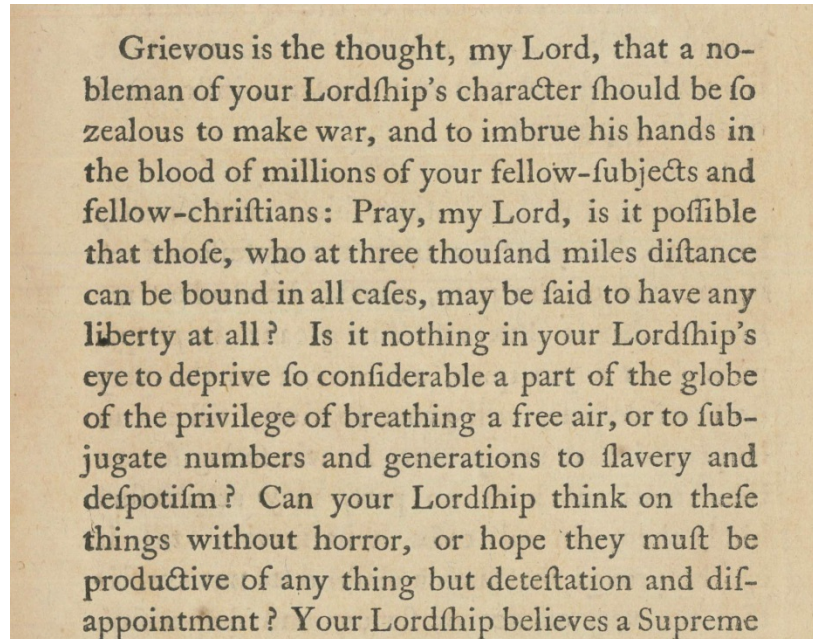 Grievous is the thought, my Lord, that a no-
bleman of your Lordſhip's character ſhould be ſo
zealous to make war, and to imbrue his hands in
the blood of millions of your fellow-ſubjects and
fellow-chriſtians: Pray, my Lord, is it poſſible
that thoſe, who at three thouſand miles diſtance
can be bound in all caſes, may be ſaid to have any
liberty at all? Is it nothing in your Lordſhip's
eye to deprive ſo conſiderable a part of the globe
of the privilege of breathing a free air, or to ſub-
jugate numbers and generations to ſlavery and
deſpotiſm? Can your Lordſhip think on theſe
things without horror, or hope they muſt be
productive of any thing but deteſtation and diſ-
appointment? Your Lordſhip believes a Supreme